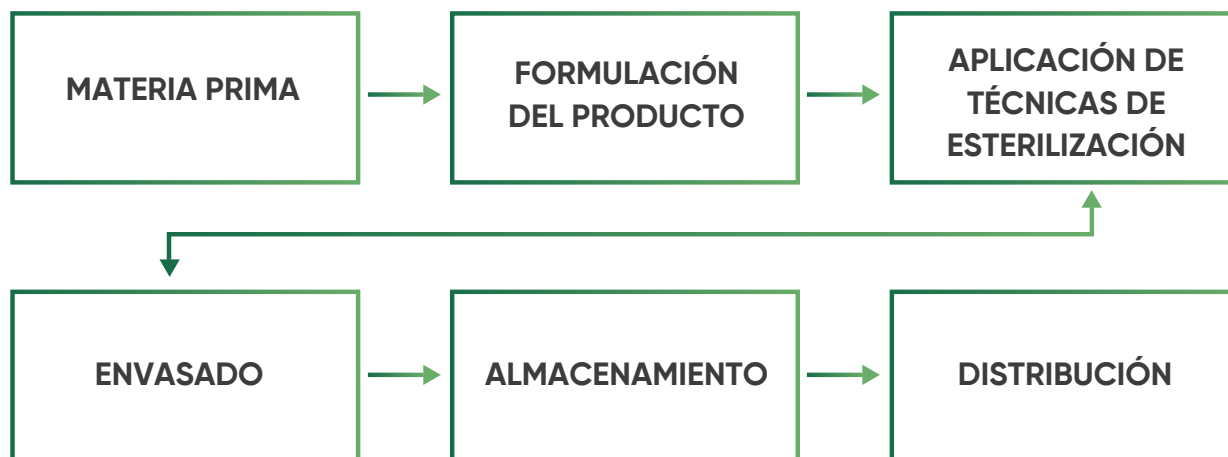 MATERIA PRIMA
FORMULACIÓN
DEL PRODUCTO
APLICACIÓN DE
TÉCNICAS DE
ESTERILIZACIÓN
ENVASADO
ALMACENAMIENTO
DISTRIBUCIÓN